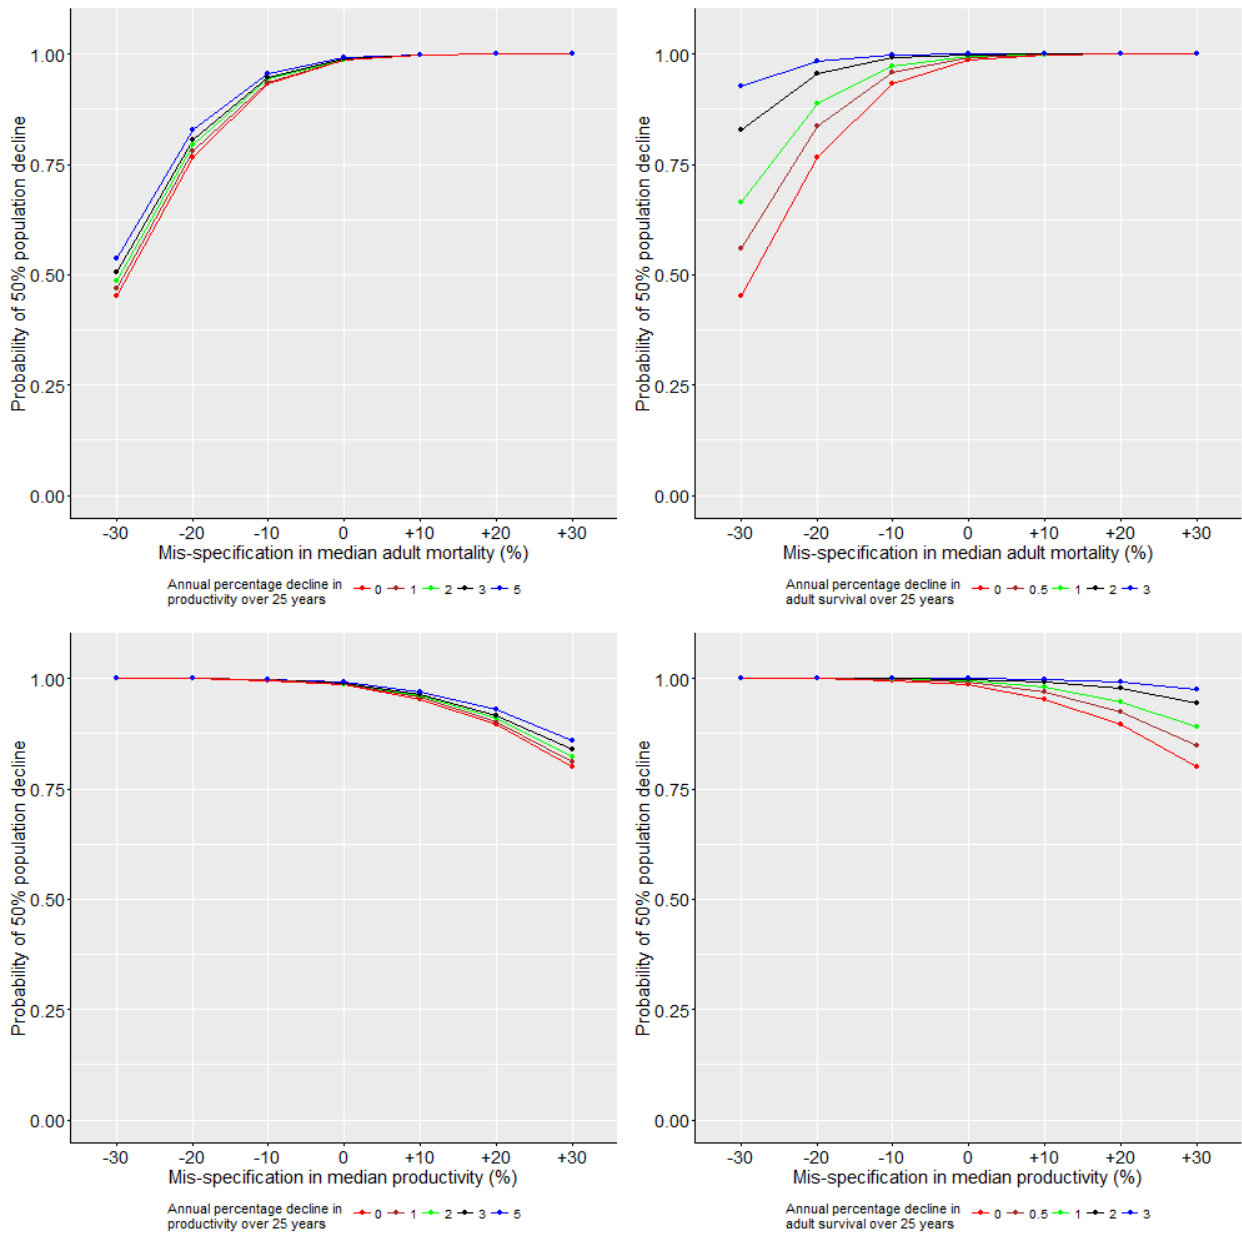 Probability of 50% population decline
1.00
0.75
0.50
0.25
0.00
-30 -20 -10 0 +10 +20 +30
Mis-specification in median adult mortality (%)
Annual percentage decline in
productivity over 25 years
0 1 2 3 5
Probability of 50% population decline
1.00
0.75
0.50
0.25
0.00
-30 -20 -10 0 +10 +20 +30
Mis-specification in median adult mortality (%)
Annual percentage decline in
adult survival over 25 years
0 0.5 1 2 3
Probability of 50% population decline
1.00
0.75
0.50
0.25
0.00
-30 -20 -10 0 +10 +20 +30
Mis-specification in median productivity (%)
Annual percentage decline in
productivity over 25 years
0 1 2 3 5
Probability of 50% population decline
1.00
0.75
0.50
0.25
0.00
-30 -20 -10 0 +10 +20 +30
Mis-specification in median productivity (%)
Annual percentage decline in
adult survival over 25 years
0 0.5 1 2 3